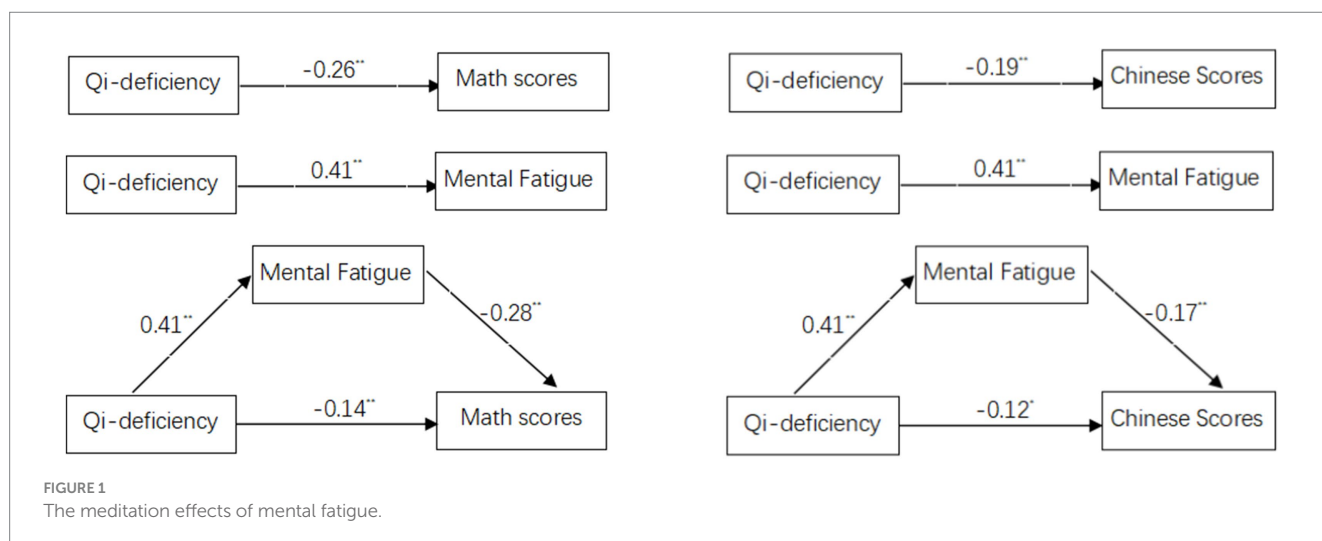 Qi-deficiency -0.26** Math scores
Qi-deficiency -0.19** Chinese Scores
Qi-deficiency 0.41** Mental Fatigue
Qi-deficiency 0.41** Mental Fatigue
Mental Fatigue
0.41** -0.28**
Qi-deficiency -0.14** Math scores
Mental Fatigue
0.41** -0.17**
Qi-deficiency -0.12* Chinese Scores
FIGURE 1
The meditation effects of mental fatigue.